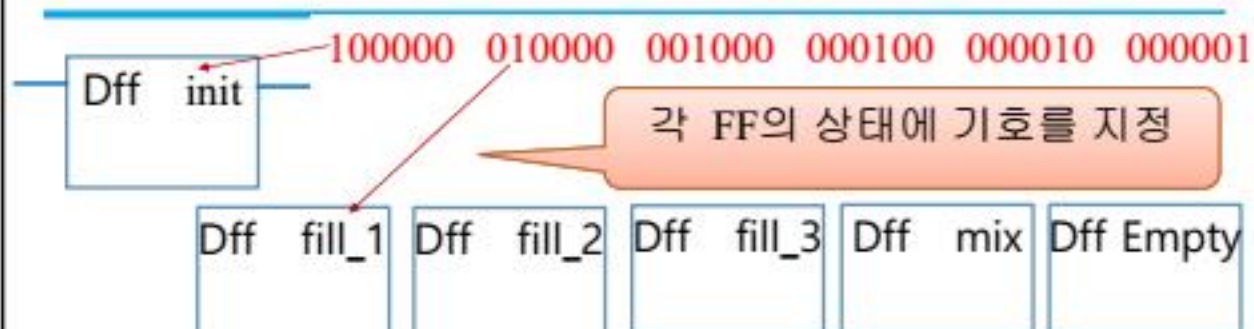 100000 010000 001000 000100 000010 000001
Dff init
각 FF의 상태에 기호를 지정
Dff fill_1 Dff fill_2 Dff fill_3 Dff mix Dff Empty